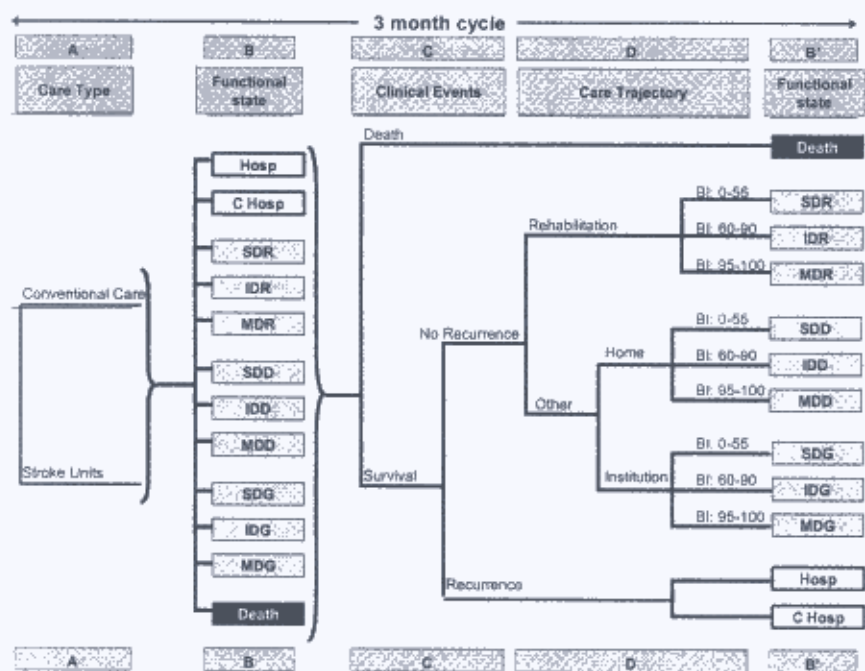 3 month cycle
A
B
C
D
B'
Care Type
Functional
state
Clinical Events
Care Trajectory
Functional
state
Death
Death
Hosp
C Hosp
SDR
IDR
MDR
SDD
IDD
MDD
SDG
IDG
MDG
Death
Conventional Care
Stroke Units
Survival
No Recurrence
Recurrence
Rehabilitation
Other
Home
Institution
BI: 0-55
SDR
BI: 60-90
IDR
BI: 95-100
MDR
BI: 0-55
SDD
BI: 60-90
IDD
BI: 95-100
MDD
BI: 0-55
SDG
BI: 60-90
IDG
BI: 95-100
MDG
Hosp
C Hosp
A
B
C
D
B'